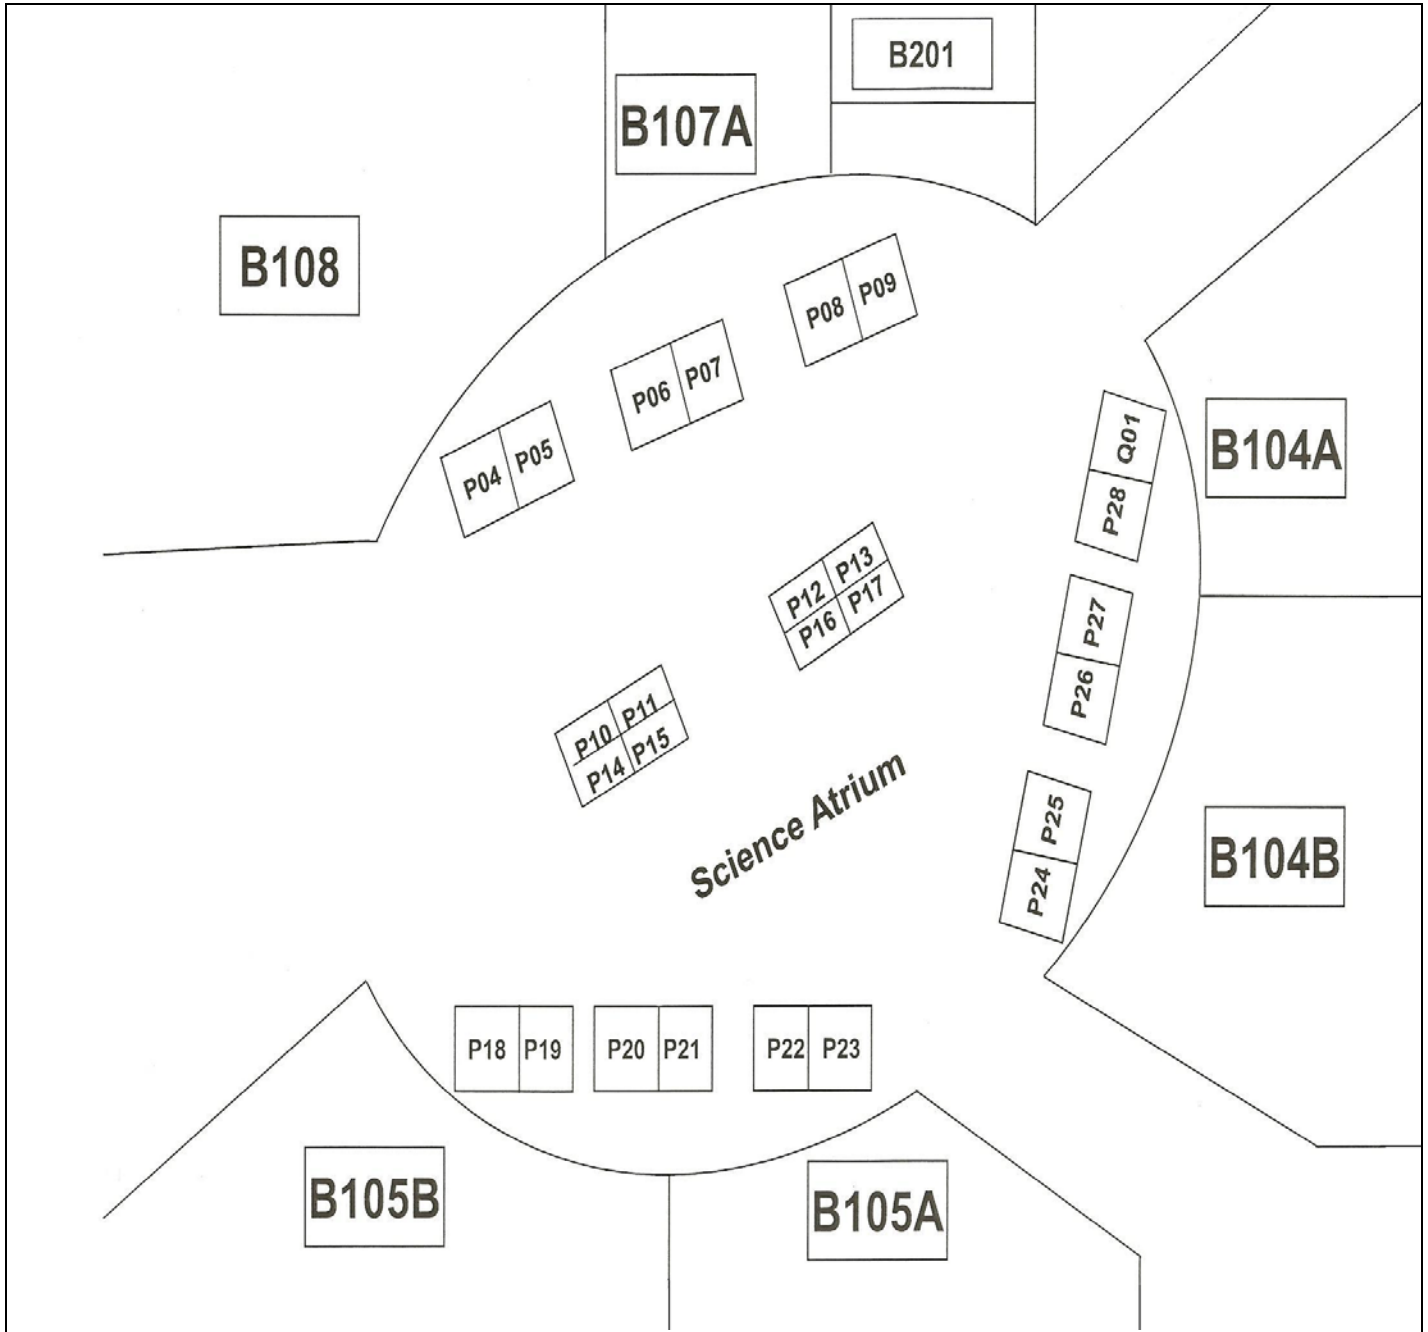 B201
B107A
B108
P08 P09
P06 P07
P04 P05
Q01
P28
B104A
P12 P13
P16 P17
P27
P26
P10 P11
P14 P15
Science Atrium
P25
P24
B104B
P18 P19 P20 P21 P22 P23
B105B
B105A